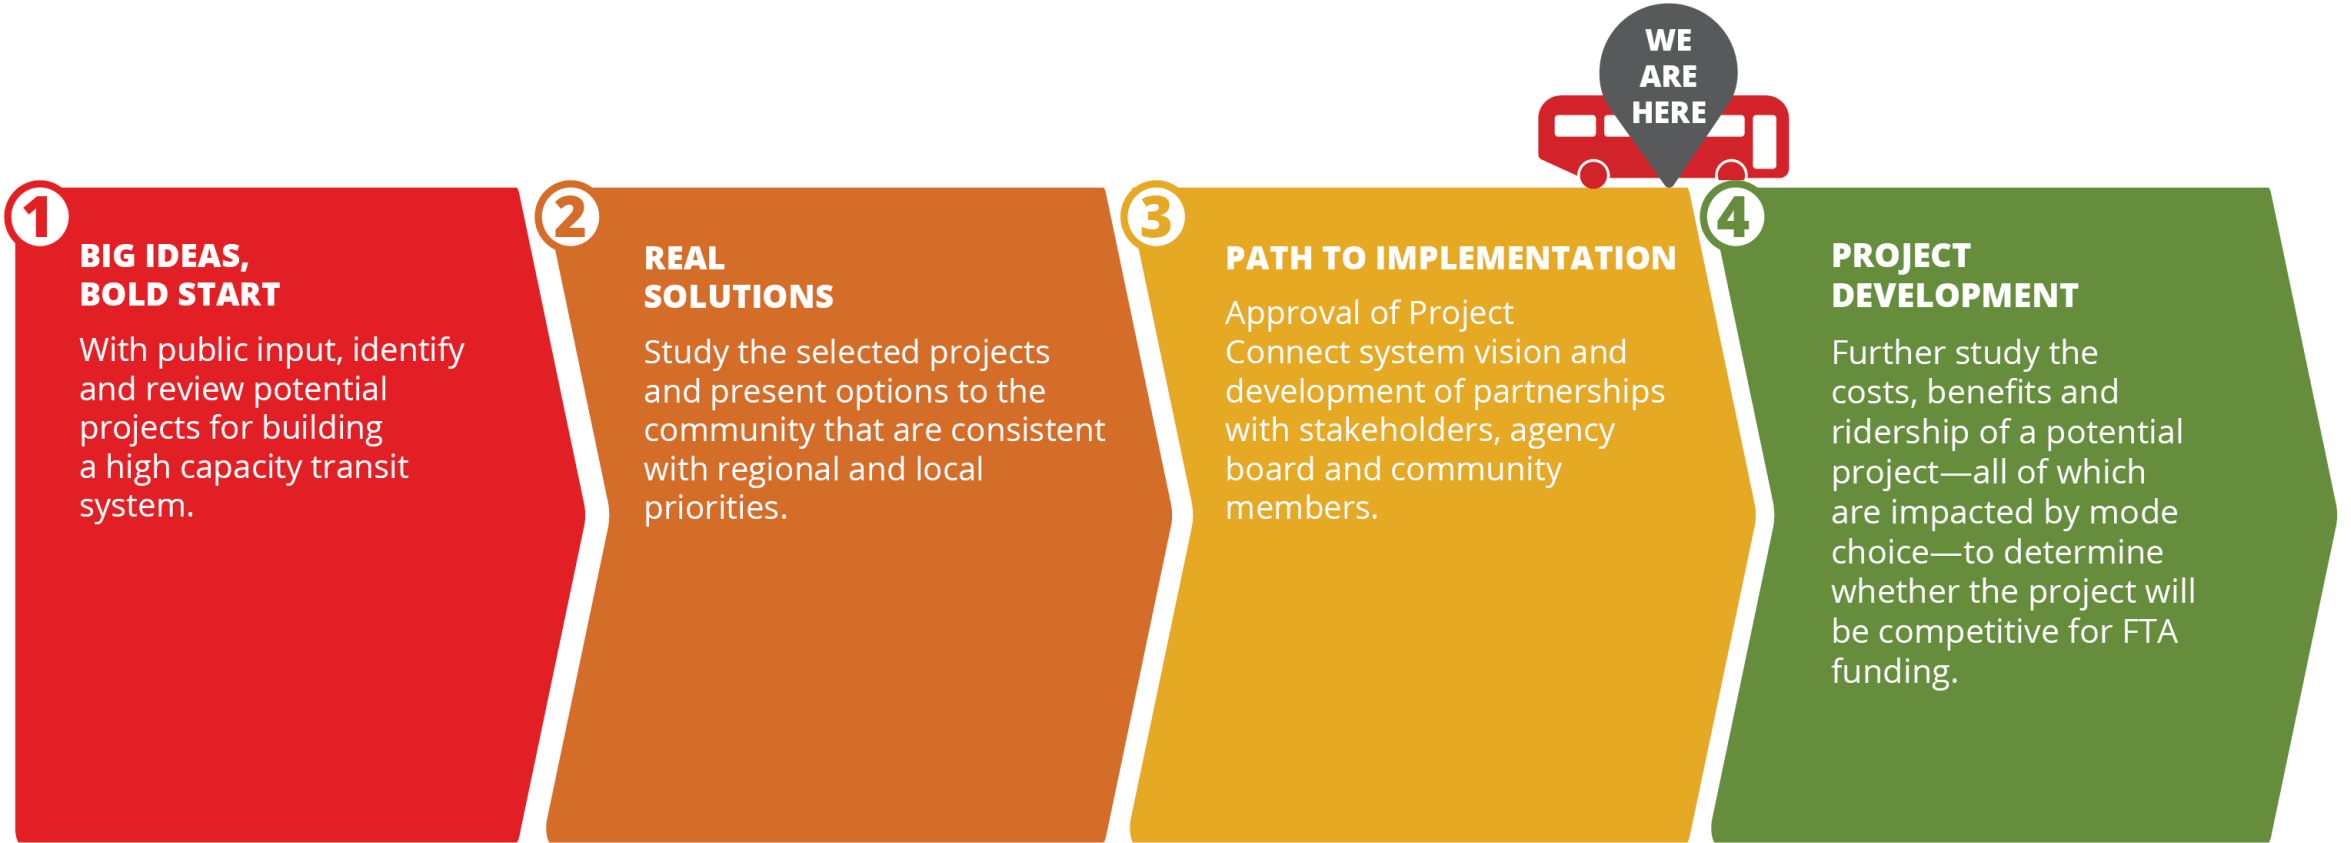 WE
ARE
HERE
1
BIG IDEAS,
BOLD START
With public input, identify
and review potential
projects for building
a high capacity transit
system.
2
REAL
SOLUTIONS
Study the selected projects
and present options to the
community that are consistent
with regional and local
priorities.
3
PATH TO IMPLEMENTATION
Approval of Project
Connect system vision and
development of partnerships
with stakeholders, agency
board and community
members.
4
PROJECT
DEVELOPMENT
Further study the
costs, benefits and
ridership of a potential
project—all of which
are impacted by mode
choice—to determine
whether the project will
be competitive for FTA
funding.